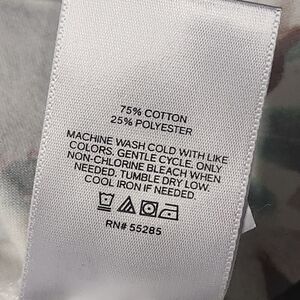 75% COTTON
25% POLYESTER
MACHINE WASH COLD WITH LIKE
COLORS. GENTLE CYCLE. ONLY
NON-CHLORINE BLEACH WHEN
NEEDED. TUMBLE DRY LOW.
COOL IRON IF NEEDED.
RN# 55285